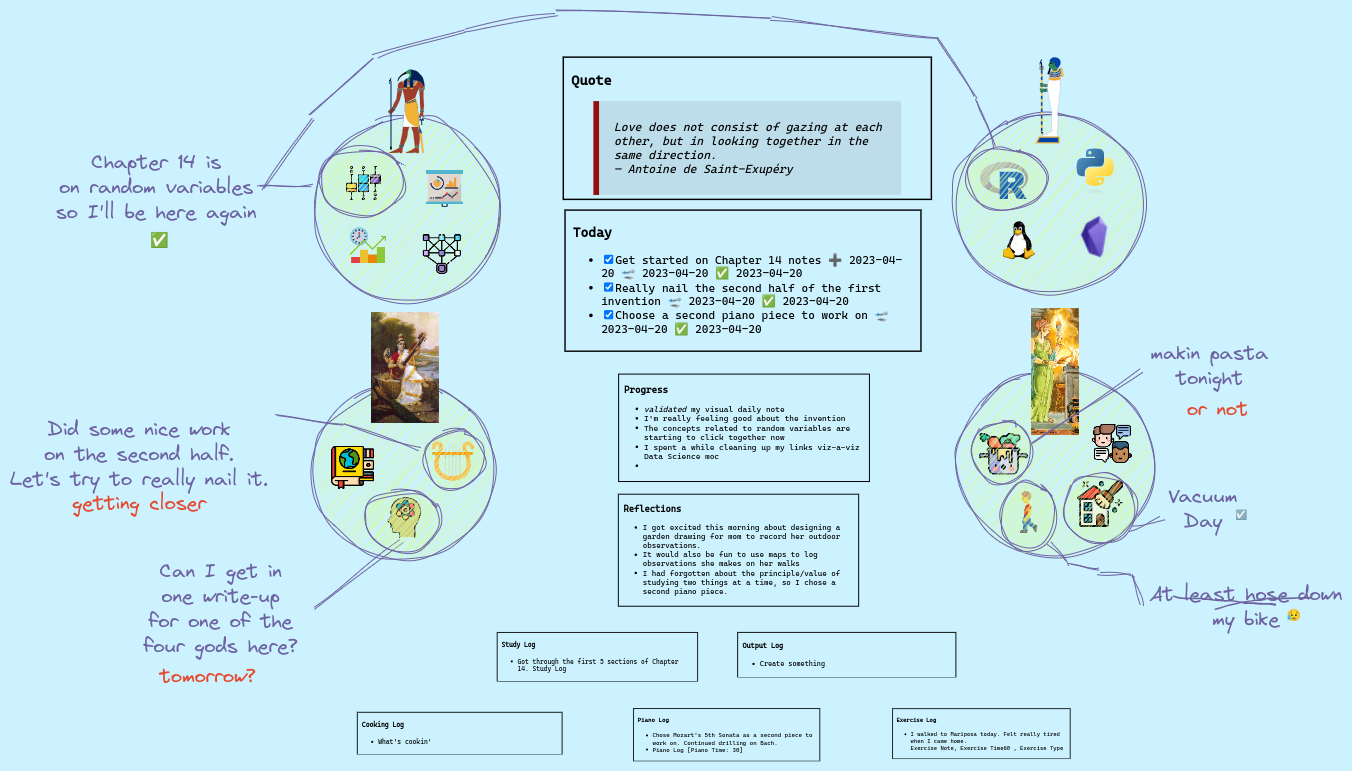 Quote
Love does not consist of gazing at each
other, but in looking together in the
same direction.
— Antoine de Saint-Exupéry
Chapter 14 is
on random variables
so I'll be here again
✅
R
Today
• ☑Get started on Chapter 14 notes ➕ 2023-04-
20 🛫 2023-04-20 ✅ 2023-04-20
• ☑Really nail the second half of the first
invention 🛫 2023-04-20 ✅ 2023-04-20
• ☑Choose a second piano piece to work on 🛫
2023-04-20 ✅ 2023-04-20
makin pasta
tonight
or not
Progress
• validated my visual daily note
• I'm really feeling good about the invention
• The concepts related to random variables are
starting to click together now
• I spent a while cleaning up my links viz-a-viz
Data Science moc
•
Did some nice work
on the second half.
Let's try to really nail it.
getting closer
Vacuum
Day ☑
Reflections
• I got excited this morning about designing a
garden draming for mom to record her outdoor
observations.
• It would also be fun to use maps to log
observations she makes on her walks
• I had forgotten about the principle/value of
studying two things at a time, so I chose a
second piano piece.
Can I get in
one write-up
for one of the
four gods here?
tomorrow?
At least hose down
my bike 😥
Study Log
• Got through the first 5 sections of Chapter
14. Study Log
Output Log
• Create something
Cooking Log
• What's cookin'
Piano Log
• Chose Mozart's 5th Sonata as a second piece to
work on. Continued drilling on Bach.
• Piano Log [Piano Time: 30]
Exercise Log
• I walked to Mariposa today. Felt really tired
when I came home.
Exercise Note, Exercise Time60 , Exercise Type